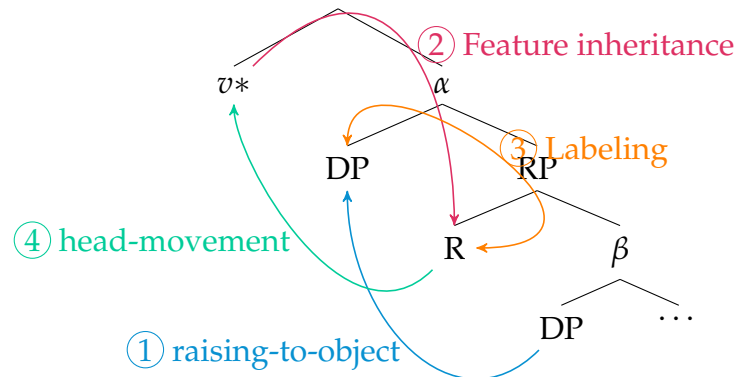 ② Feature inheritance
v* α
③ Labeling
DP RP
④ head-movement R β
DP ...
① raising-to-object